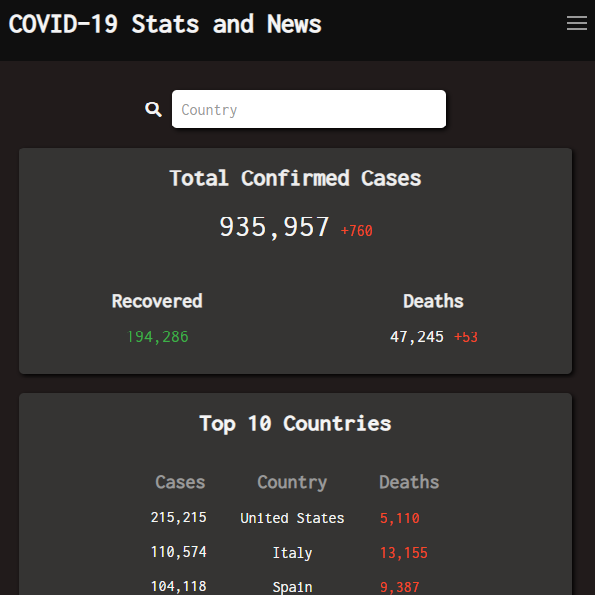 COVID-19 Stats and News
Country
Total Confirmed Cases
935,957 +760
Recovered Deaths
194,286 47,245 +53
Top 10 Countries
Cases Country Deaths
215,215 United States 5,110
110,574 Italy 13,155
104,118 Spain 9,387